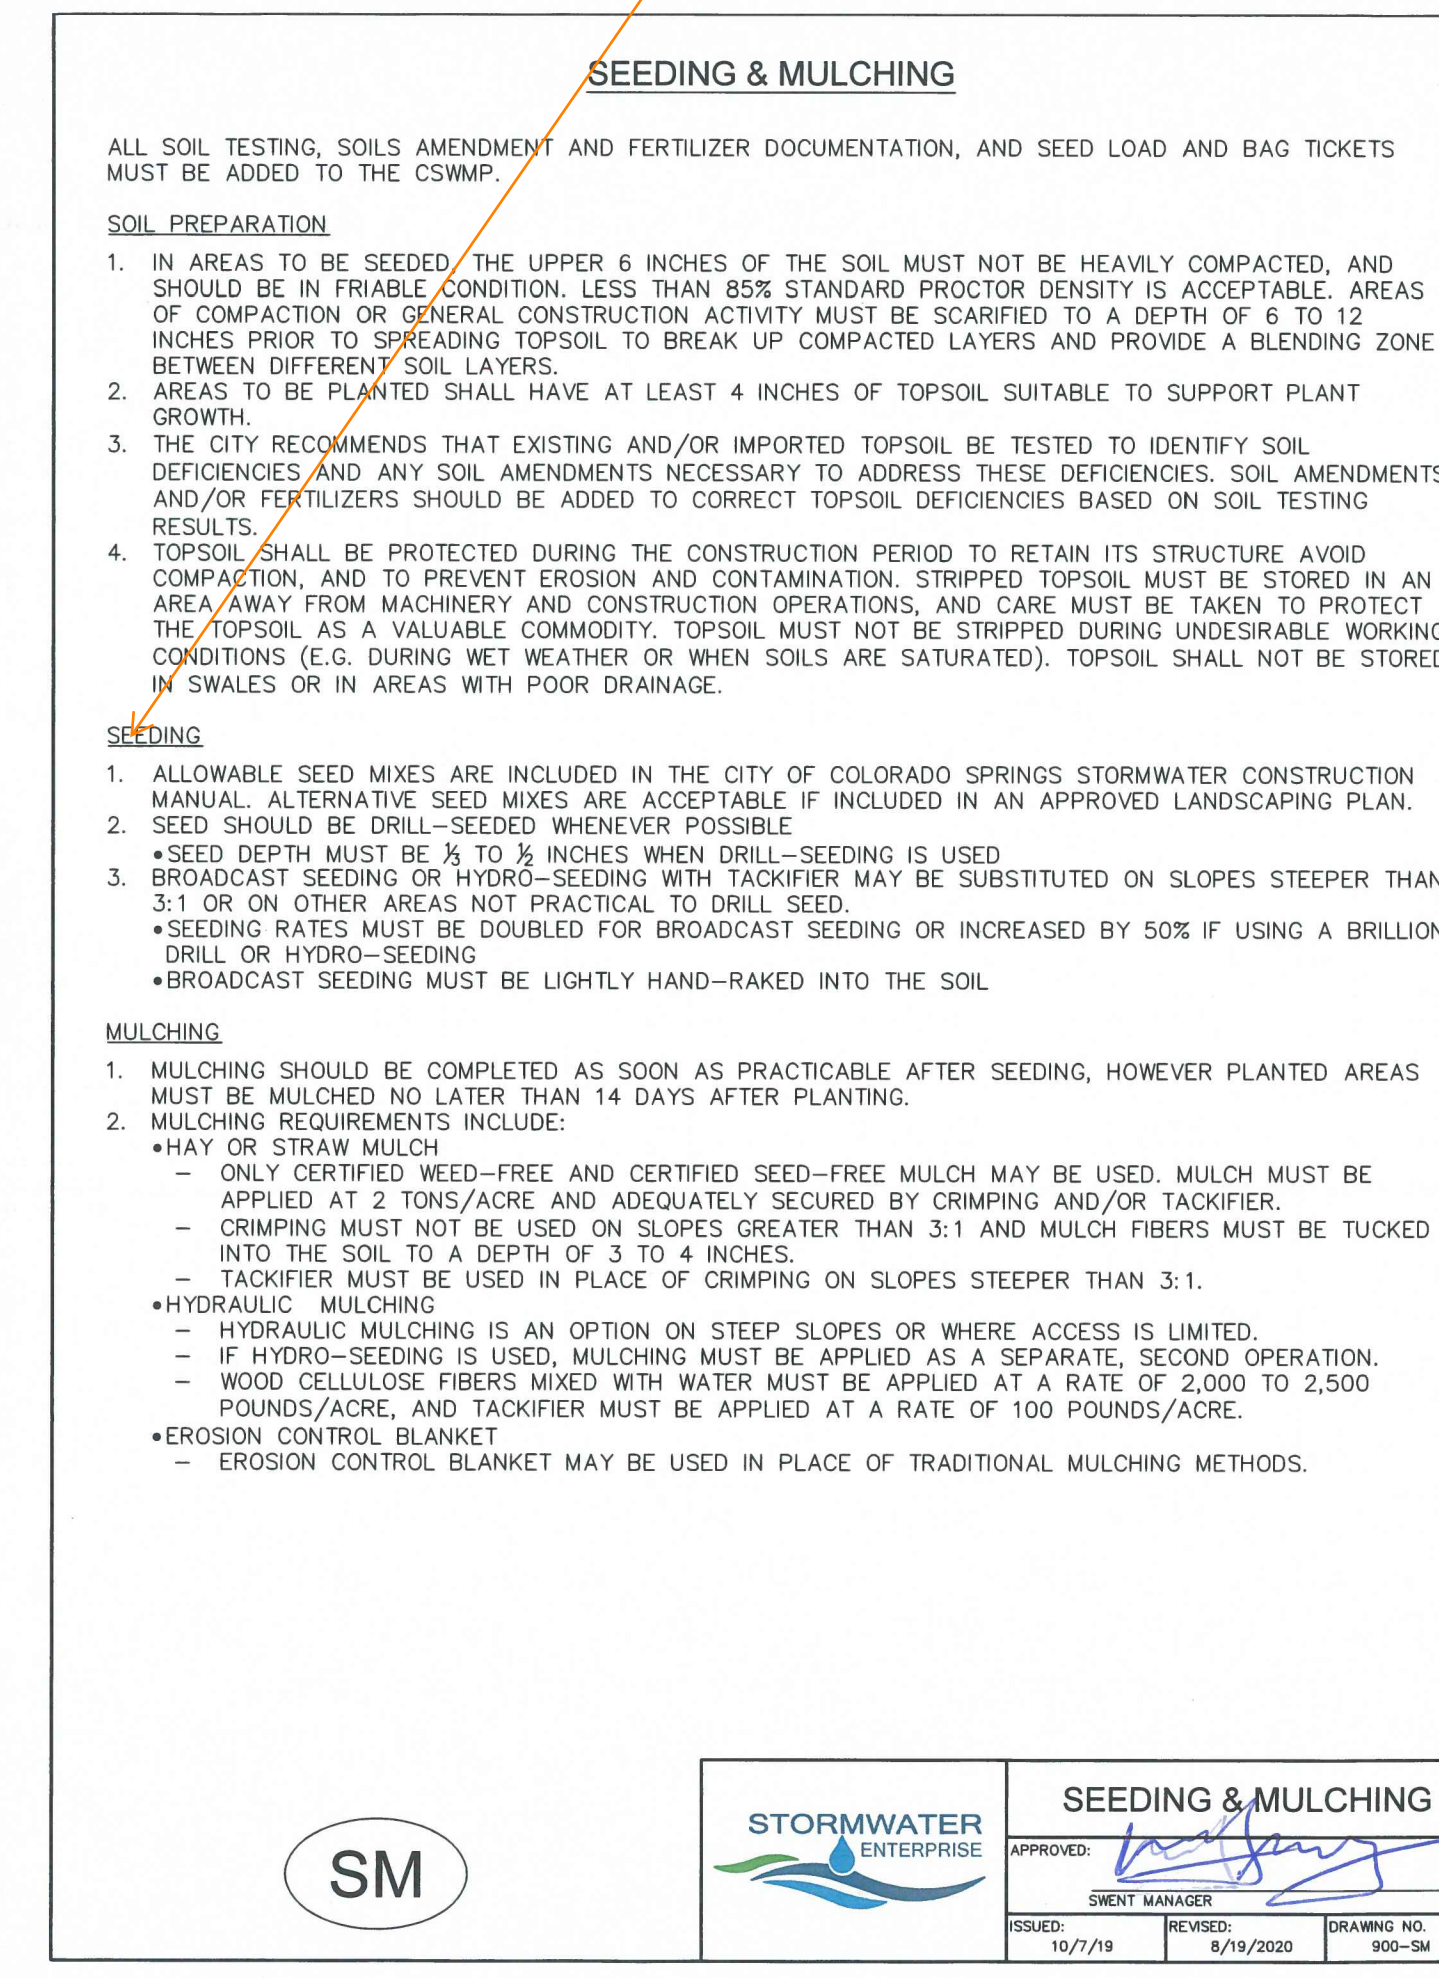 SEEDING & MULCHING
ALL SOIL TESTING, SOILS AMENDMENT AND FERTILIZER DOCUMENTATION, AND SEED LOAD AND BAG TICKETS
MUST BE ADDED TO THE CSWMP.
SOIL PREPARATION
1. IN AREAS TO BE SEEDED, THE UPPER 6 INCHES OF THE SOIL MUST NOT BE HEAVILY COMPACTED, AND
SHOULD BE IN FRIABLE CONDITION. LESS THAN 85% STANDARD PROCTOR DENSITY IS ACCEPTABLE. AREAS
OF COMPACTION OR GENERAL CONSTRUCTION ACTIVITY MUST BE SCARIFIED TO A DEPTH OF 6 TO 12
INCHES PRIOR TO SPREADING TOPSOIL TO BREAK UP COMPACTED LAYERS AND PROVIDE A BLENDING ZONE
BETWEEN DIFFERENT SOIL LAYERS.
2. AREAS TO BE PLANTED SHALL HAVE AT LEAST 4 INCHES OF TOPSOIL SUITABLE TO SUPPORT PLANT
GROWTH.
3. THE CITY RECOMMENDS THAT EXISTING AND/OR IMPORTED TOPSOIL BE TESTED TO IDENTIFY SOIL
DEFICIENCIES AND ANY SOIL AMENDMENTS NECESSARY TO ADDRESS THESE DEFICIENCIES. SOIL AMENDMENTS
AND/OR FERTILIZERS SHOULD BE ADDED TO CORRECT TOPSOIL DEFICIENCIES BASED ON SOIL TESTING
RESULTS.
4. TOPSOIL SHALL BE PROTECTED DURING THE CONSTRUCTION PERIOD TO RETAIN ITS STRUCTURE AVOID
COMPACTION, AND TO PREVENT EROSION AND CONTAMINATION. STRIPPED TOPSOIL MUST BE STORED IN AN
AREA AWAY FROM MACHINERY AND CONSTRUCTION OPERATIONS, AND CARE MUST BE TAKEN TO PROTECT
THE TOPSOIL AS A VALUABLE COMMODITY. TOPSOIL MUST NOT BE STRIPPED DURING UNDESIRABLE WORKING
CONDITIONS (E.G. DURING WET WEATHER OR WHEN SOILS ARE SATURATED). TOPSOIL SHALL NOT BE STORED
IN SWALES OR IN AREAS WITH POOR DRAINAGE.
SEEDING
1. ALLOWABLE SEED MIXES ARE INCLUDED IN THE CITY OF COLORADO SPRINGS STORMWATER CONSTRUCTION
MANUAL. ALTERNATIVE SEED MIXES ARE ACCEPTABLE IF INCLUDED IN AN APPROVED LANDSCAPING PLAN.
2. SEED SHOULD BE DRILL–SEEDED WHENEVER POSSIBLE
•SEED DEPTH MUST BE ⅓ TO ½ INCHES WHEN DRILL–SEEDING IS USED
3. BROADCAST SEEDING OR HYDRO–SEEDING WITH TACKIFIER MAY BE SUBSTITUTED ON SLOPES STEEPER THAN
3:1 OR ON OTHER AREAS NOT PRACTICAL TO DRILL SEED.
•SEEDING RATES MUST BE DOUBLED FOR BROADCAST SEEDING OR INCREASED BY 50% IF USING A BRILLION
DRILL OR HYDRO–SEEDING
•BROADCAST SEEDING MUST BE LIGHTLY HAND–RAKED INTO THE SOIL
MULCHING
1. MULCHING SHOULD BE COMPLETED AS SOON AS PRACTICABLE AFTER SEEDING, HOWEVER PLANTED AREAS
MUST BE MULCHED NO LATER THAN 14 DAYS AFTER PLANTING.
2. MULCHING REQUIREMENTS INCLUDE:
•HAY OR STRAW MULCH
– ONLY CERTIFIED WEED–FREE AND CERTIFIED SEED–FREE MULCH MAY BE USED. MULCH MUST BE
APPLIED AT 2 TONS/ACRE AND ADEQUATELY SECURED BY CRIMPING AND/OR TACKIFIER.
– CRIMPING MUST NOT BE USED ON SLOPES GREATER THAN 3:1 AND MULCH FIBERS MUST BE TUCKED
INTO THE SOIL TO A DEPTH OF 3 TO 4 INCHES.
– TACKIFIER MUST BE USED IN PLACE OF CRIMPING ON SLOPES STEEPER THAN 3:1.
•HYDRAULIC MULCHING
– HYDRAULIC MULCHING IS AN OPTION ON STEEP SLOPES OR WHERE ACCESS IS LIMITED.
– IF HYDRO–SEEDING IS USED, MULCHING MUST BE APPLIED AS A SEPARATE, SECOND OPERATION.
– WOOD CELLULOSE FIBERS MIXED WITH WATER MUST BE APPLIED AT A RATE OF 2,000 TO 2,500
POUNDS/ACRE, AND TACKIFIER MUST BE APPLIED AT A RATE OF 100 POUNDS/ACRE.
•EROSION CONTROL BLANKET
– EROSION CONTROL BLANKET MAY BE USED IN PLACE OF TRADITIONAL MULCHING METHODS.
SM
STORMWATER
ENTERPRISE
SEEDING & MULCHING
APPROVED:
SWENT MANAGER
ISSUED:
10/7/19
REVISED:
8/19/2020
DRAWING NO.
900–SM